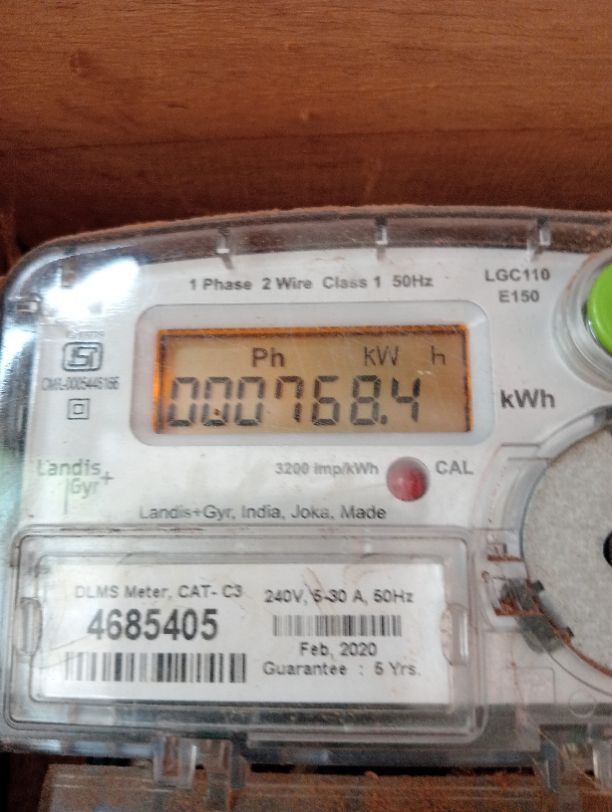 1 Phase 2 Wire Class 1 50Hz
LGC110
E150
Ph kW h
000768.4
kWh
Landis
Gyr+
3200 imp/kWh
CAL
Landis+Gyr, India, Joka, Made
DLMS Meter, CAT- C3
4685405
240V, 5-30 A, 50Hz
Feb, 2020
Guarantee : 5 Yrs.